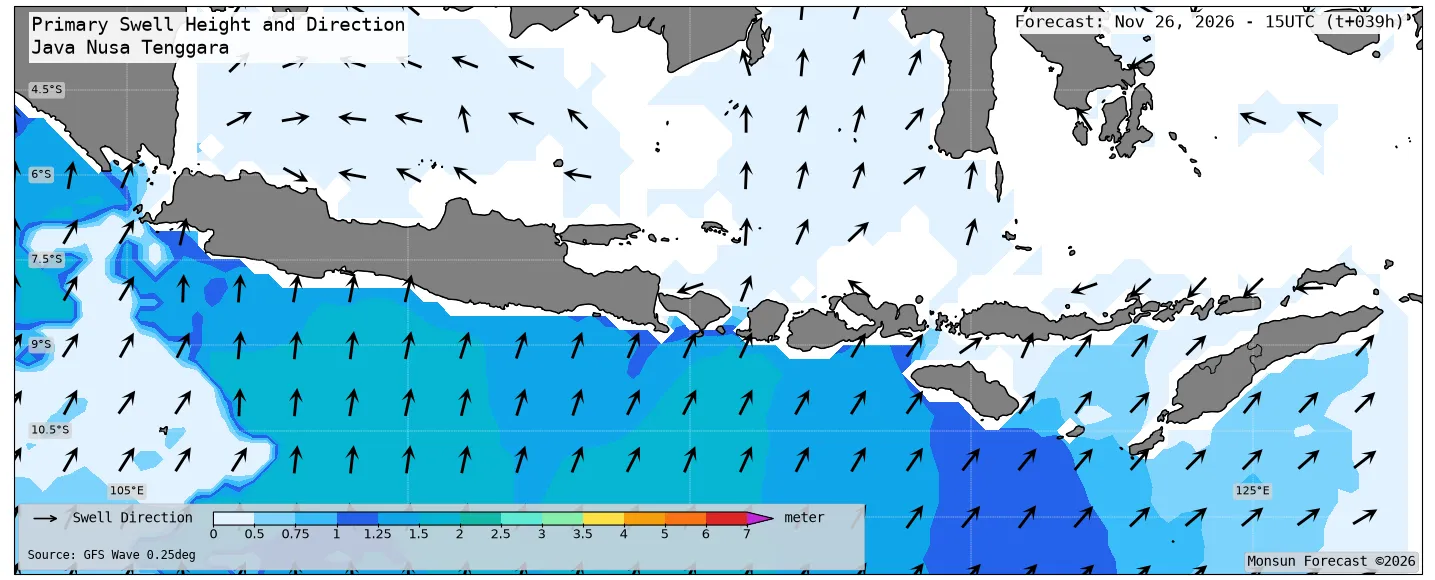 Primary Swell Height and Direction
Java Nusa Tenggara
Forecast: Nov 26, 2026 - 15UTC (t+039h)
4.5°S
6°S
7.5°S
9°S
10.5°S
105°E
125°E
Swell Direction
0 0.5 0.75 1 1.25 1.5 2 2.5 3 3.5 4 5 6 7
meter
Source: GFS Wave 0.25deg
Monsun Forecast ©2026